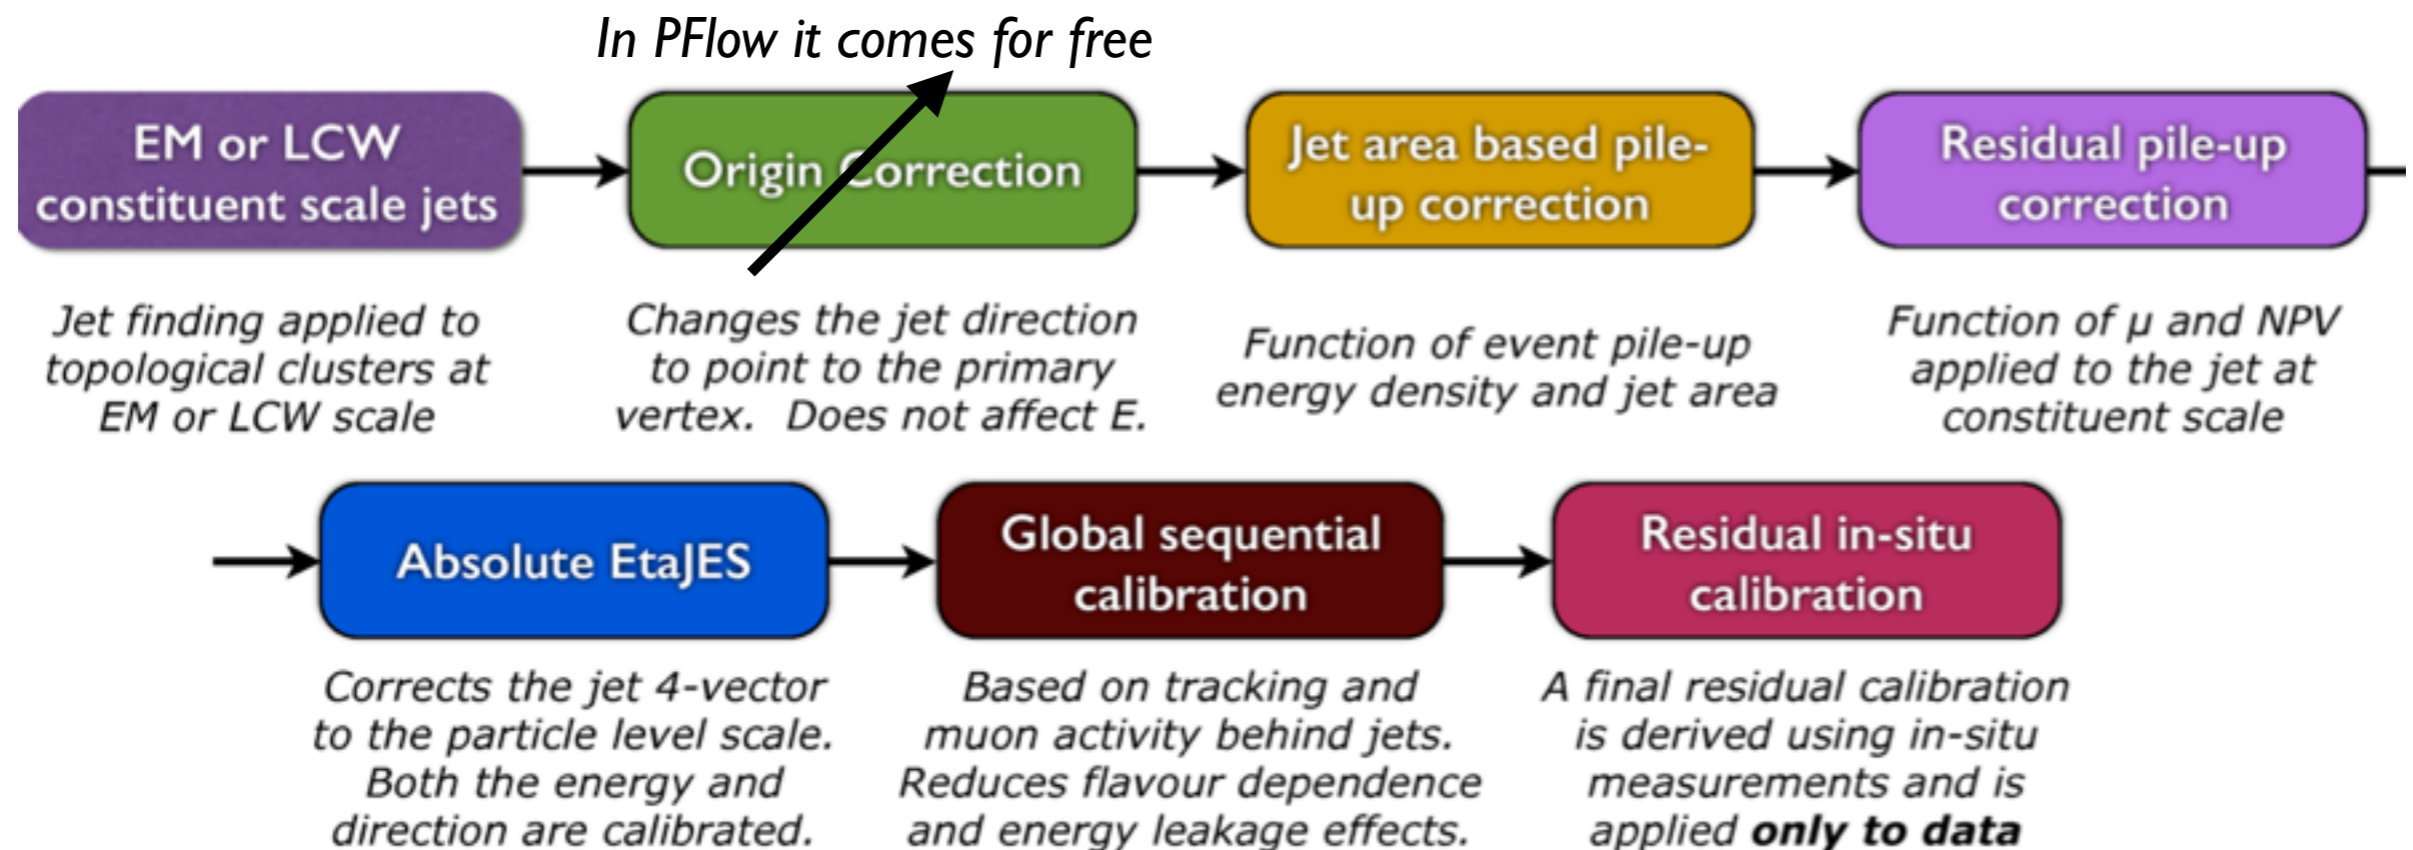 In PFlow it comes for free
EM or LCW
constituent scale jets
Origin Correction
Jet area based pile-
up correction
Residual pile-up
correction
Jet finding applied to
topological clusters at
EM or LCW scale
Changes the jet direction
to point to the primary
vertex.  Does not affect E.
Function of event pile-up
energy density and jet area
Function of μ and NPV
applied to the jet at
constituent scale
Absolute EtaJES
Global sequential
calibration
Residual in-situ
calibration
Corrects the jet 4-vector
to the particle level scale.
Both the energy and
direction are calibrated.
Based on tracking and
muon activity behind jets.
Reduces flavour dependence
and energy leakage effects.
A final residual calibration
is derived using in-situ
measurements and is
applied only to data